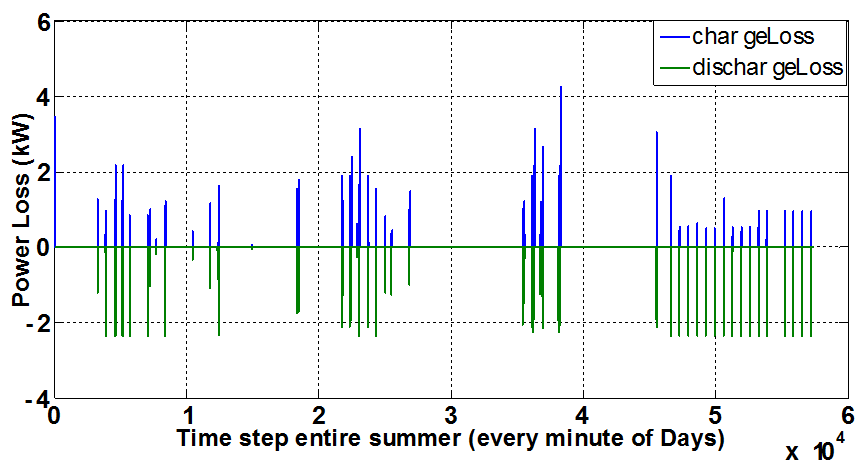 6
4
2
0
-2
-4
Power Loss (kW)
char geLoss
dischar geLoss
0 1 2 3 4 5 6
Time step entire summer (every minute of Days)
x 10^4